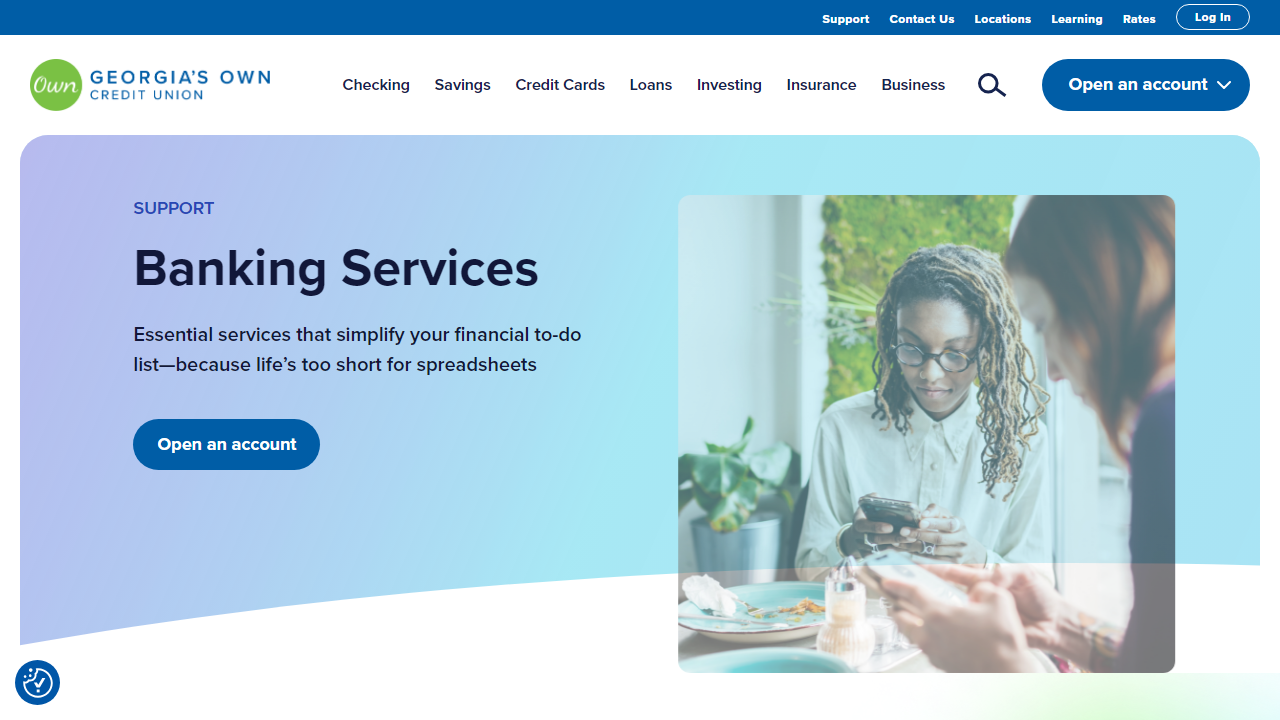 Support Contact Us Locations Learning Rates Log In
Own GEORGIA'S OWN
CREDIT UNION
Checking Savings Credit Cards Loans Investing Insurance Business Open an account
SUPPORT
Banking Services
Essential services that simplify your financial to-do
list—because life's too short for spreadsheets
Open an account